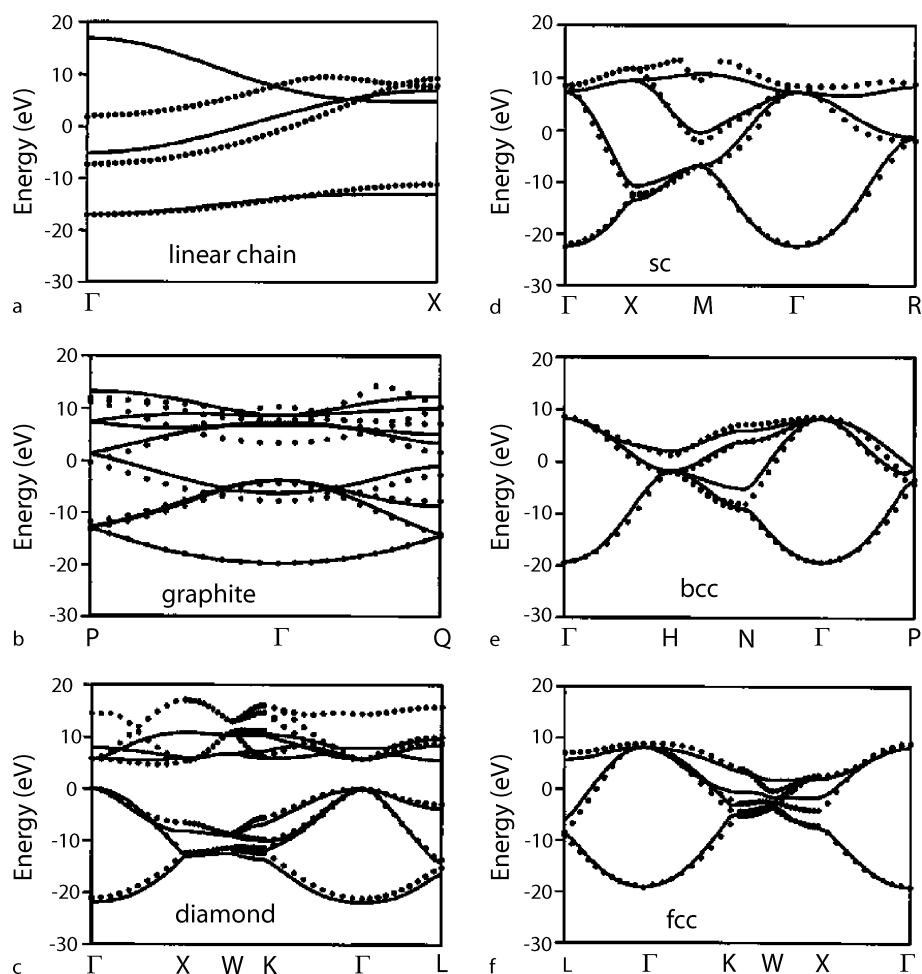 20
10
0
-10
-20
-30
Energy (eV)
linear chain
a
Γ X
20
10
0
-10
-20
-30
Energy (eV)
sc
d
Γ X M Γ R
20
10
0
-10
-20
-30
Energy (eV)
graphite
b
P Γ Q
20
10
0
-10
-20
-30
Energy (eV)
bcc
e
Γ H N Γ P
20
10
0
-10
-20
-30
Energy (eV)
diamond
c
Γ X W K Γ L
20
10
0
-10
-20
-30
Energy (eV)
fcc
f
L Γ K W X Γ